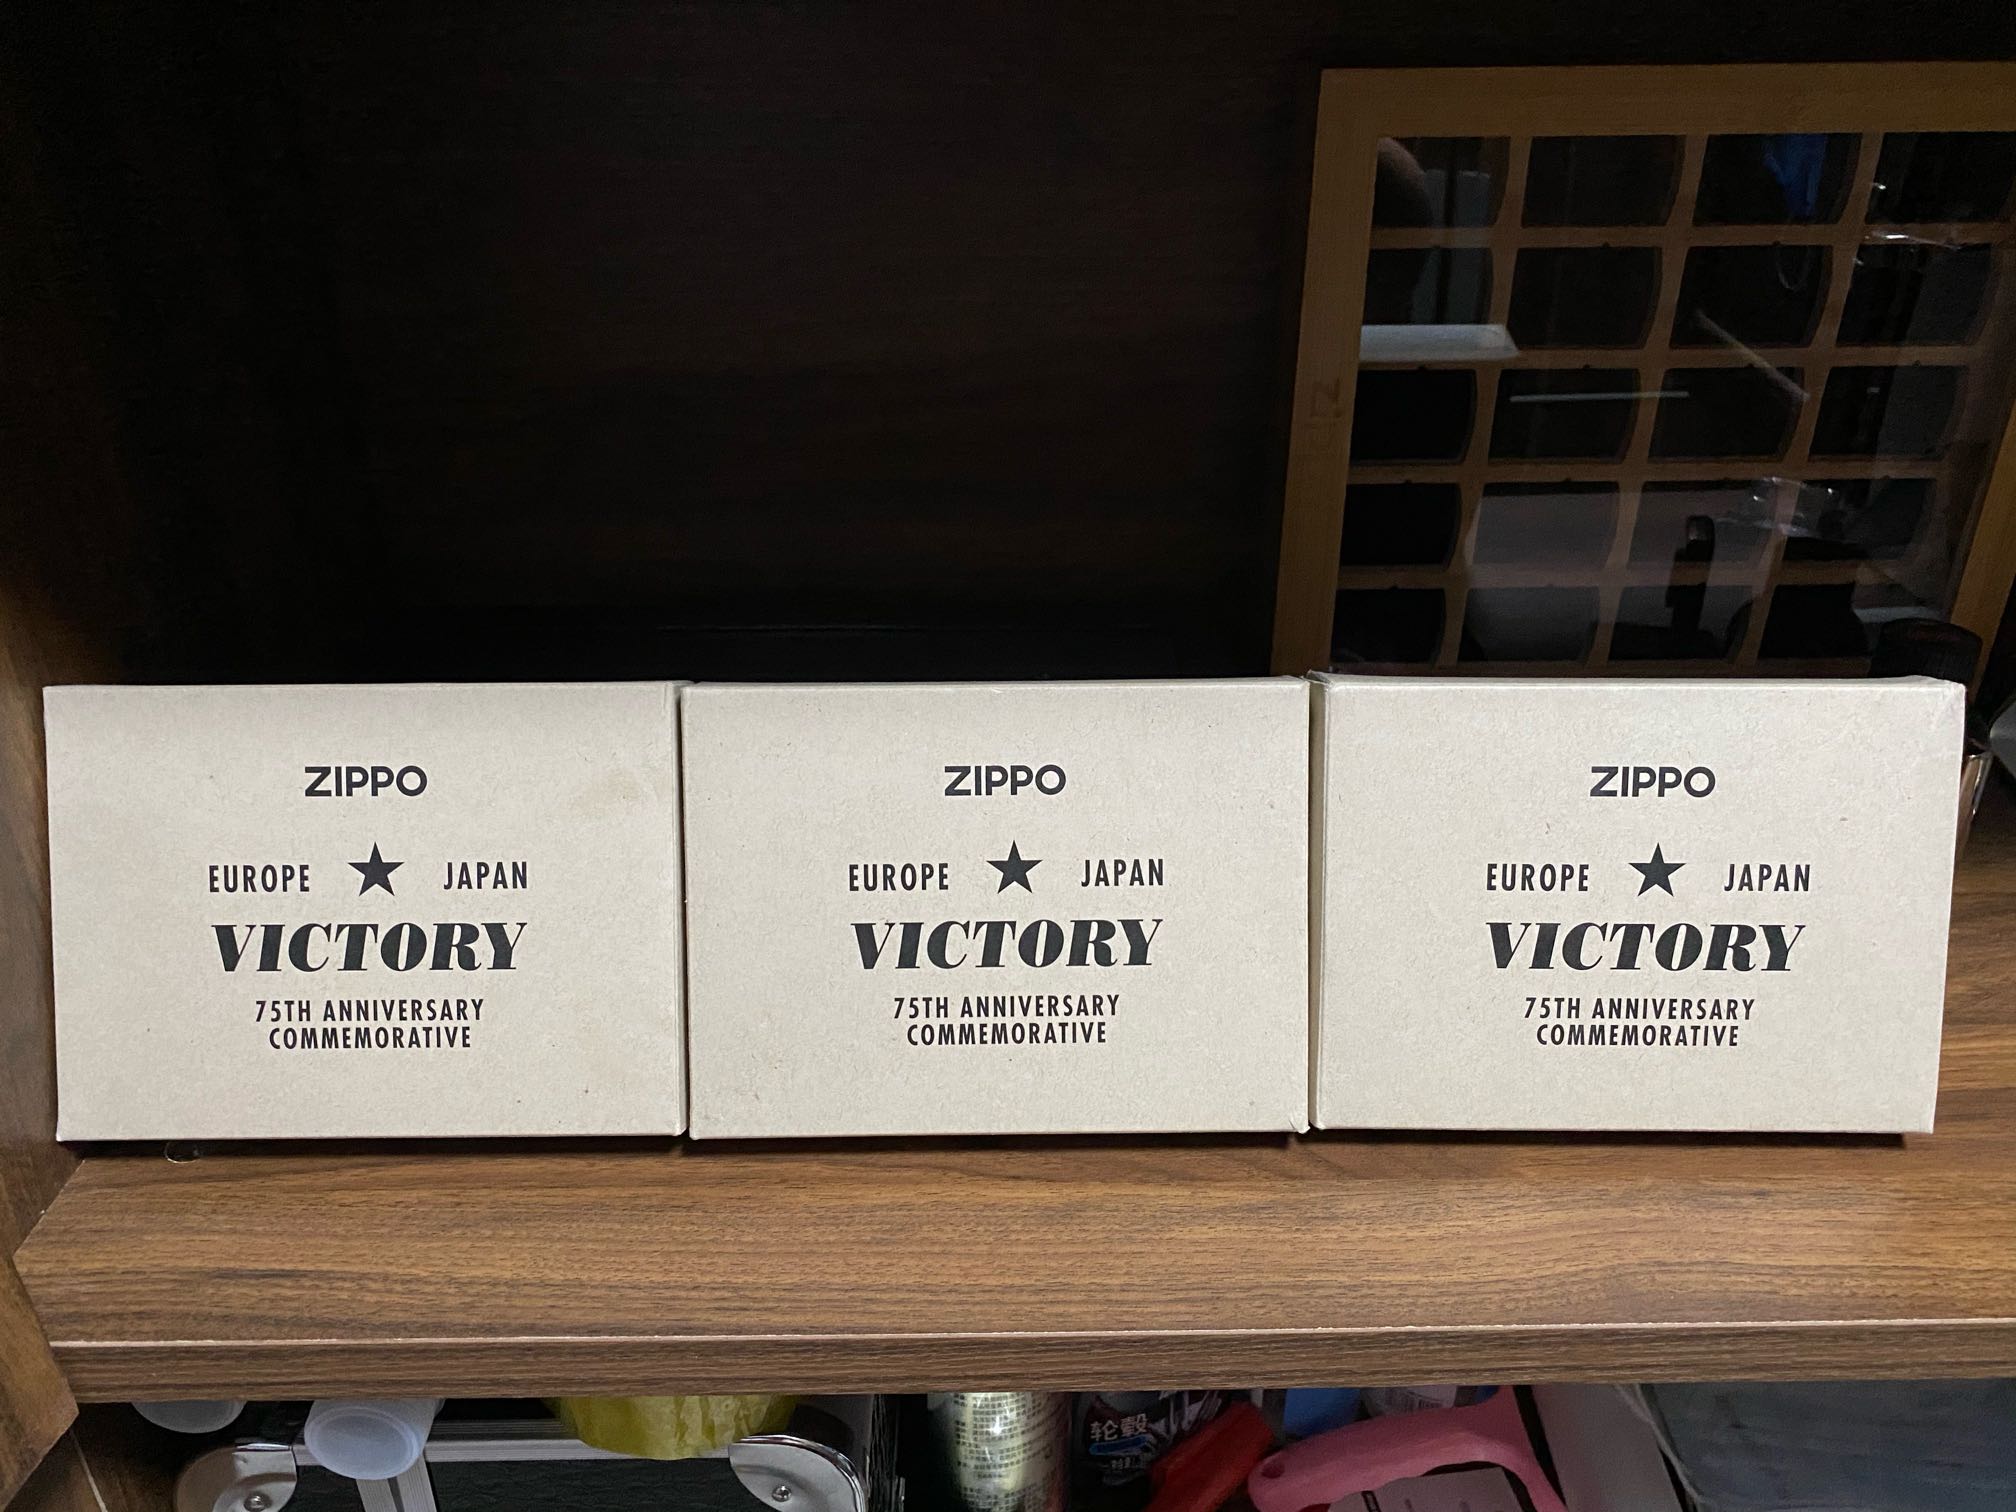 ZIPPO
EUROPE ★ JAPAN
VICTORY
75TH ANNIVERSARY
COMMEMORATIVE
ZIPPO
EUROPE ★ JAPAN
VICTORY
75TH ANNIVERSARY
COMMEMORATIVE
ZIPPO
EUROPE ★ JAPAN
VICTORY
75TH ANNIVERSARY
COMMEMORATIVE
轮毂